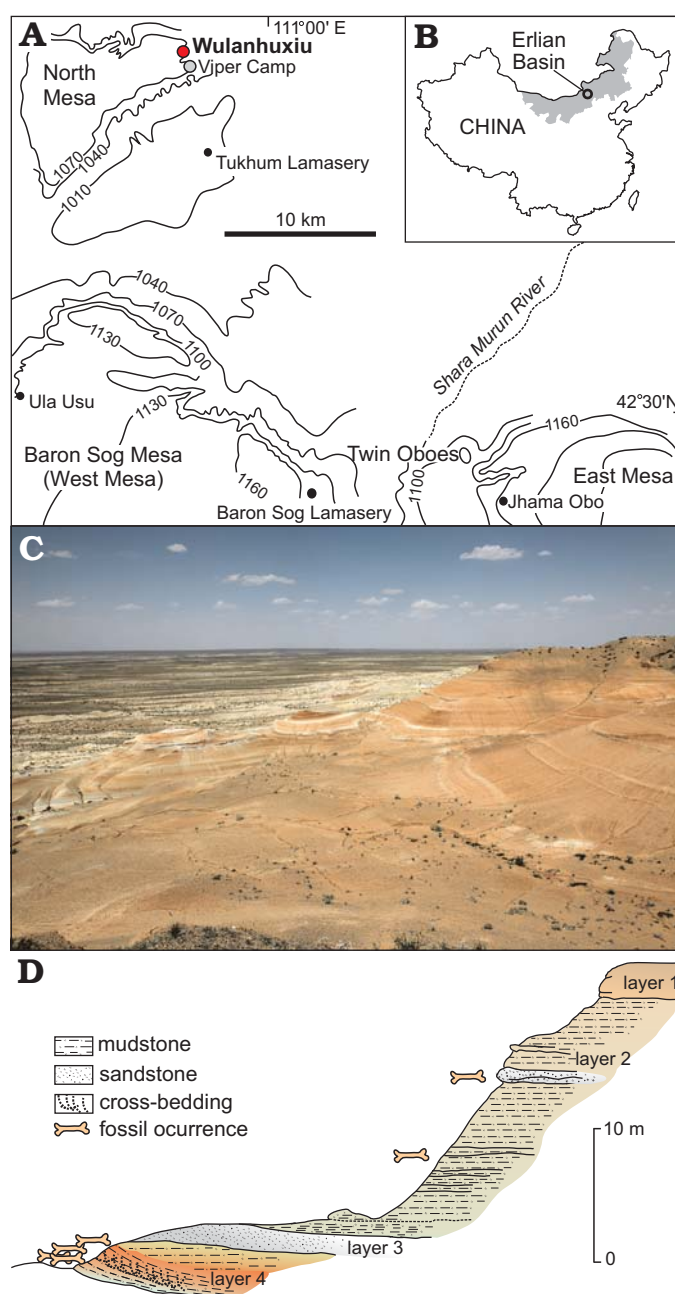 A
111°00' E
Wulanhuxiu
Viper Camp
North
Mesa
1070
1040
1010
Tukhum Lamasery
10 km
B
Erlian
Basin
CHINA
1040
1070
1100
1130
Ula Usu
1130
Baron Sog Mesa
(West Mesa)
1160
Baron Sog Lamasery
Shara Murun River
42°30'N
1160
Twin Oboes
1100
East Mesa
Jhama Obo
C
D
mudstone
sandstone
cross-bedding
fossil ocurrence
layer 1
layer 2
10 m
layer 3
0
layer 4